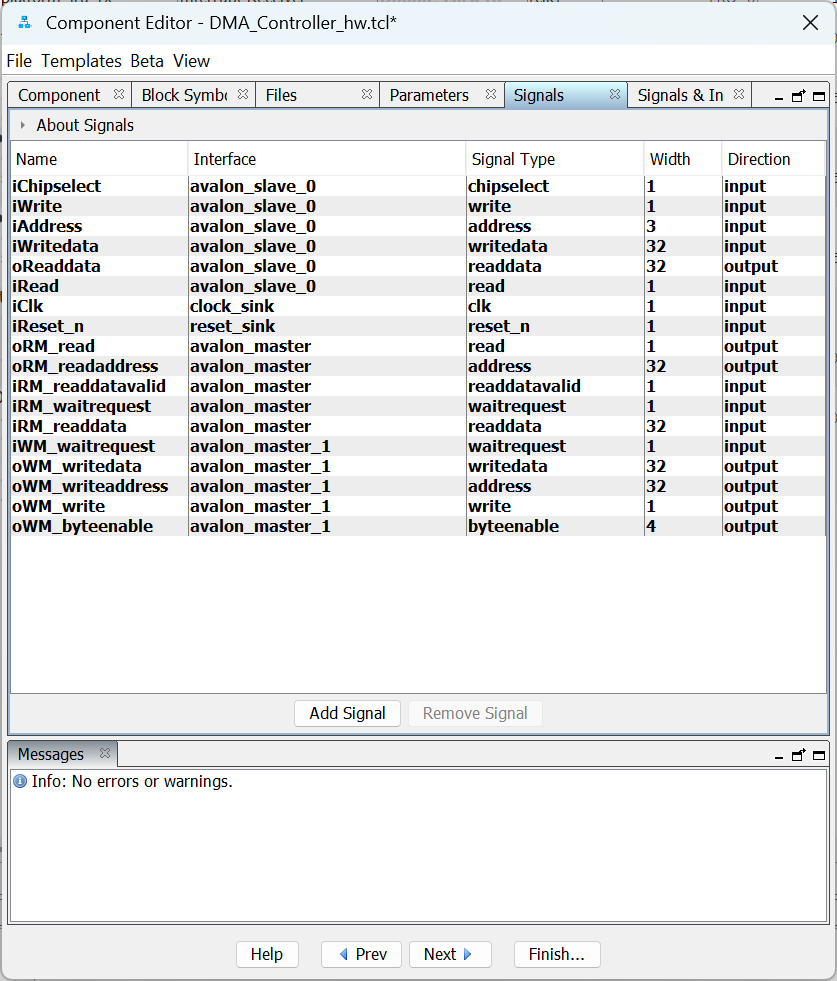 Component Editor - DMA_Controller_hw.tcl*
File Templates Beta View
Component Block Symbo Files Parameters Signals Signals & In
About Signals
Name Interface Signal Type Width Direction
iChipselect avalon_slave_0 chipselect 1 input
iWrite avalon_slave_0 write 1 input
iAddress avalon_slave_0 address 3 input
iWritedata avalon_slave_0 writedata 32 input
oReaddata avalon_slave_0 readdata 32 output
iRead avalon_slave_0 read 1 input
iClk clock_sink clk 1 input
iReset_n reset_sink reset_n 1 input
oRM_read avalon_master read 1 output
oRM_readaddress avalon_master address 32 output
iRM_readdatavalid avalon_master readdatavalid 1 input
iRM_waitrequest avalon_master waitrequest 1 input
iRM_readdata avalon_master readdata 32 input
iWM_waitrequest avalon_master_1 waitrequest 1 input
oWM_writedata avalon_master_1 writedata 32 output
oWM_writeaddress avalon_master_1 address 32 output
oWM_write avalon_master_1 write 1 output
oWM_byteenable avalon_master_1 byteenable 4 output
Add Signal Remove Signal
Messages
Info: No errors or warnings.
Help Prev Next Finish...